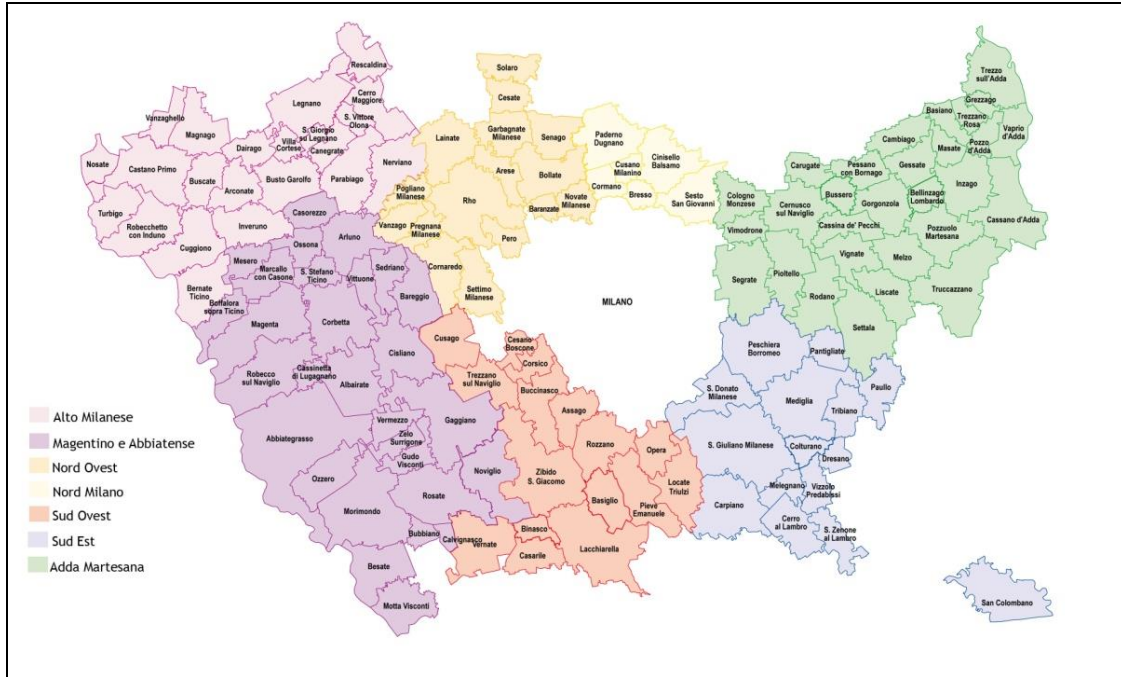 Rescaldina
Solaro
Trezzo
sull'Adda
Legnano
Cerro
Maggiore
Cesate
Vanzaghello
Magnago
S. Vittore
Olona
S. Giorgio
su Legnano
Villa
Cortese
Canegrate
Dairago
Lainate
Garbagnate
Milanese
Senago
Paderno
Dugnano
Basiano
Grezzago
Trezzano
Rosa
Vaprio
d'Adda
Cambiago
Masate
Pozzo
d'Adda
Nosate
Castano Primo
Buscate
Arconate
Busto Garolfo
Parabiago
Nerviano
Arese
Bollate
Cusano
Milanino
Cinisello
Balsamo
Carugate
Pessano
con Bornago
Gessate
Inzago
Pogliano
Milanese
Rho
Baranzate
Novate
Milanese
Cormano
Bresso
Sesto
San Giovanni
Cologno
Monzese
Cernusco
sul Naviglio
Bussero
Gorgonzola
Bellinzago
Lombardo
Turbigo
Robecchetto
con Induno
Casorezzo
Inveruno
Cuggiono
Vanzago
Pregnana
Milanese
Pero
Vimodrone
Cassina de' Pecchi
Pozzuolo
Martesana
Cassano d'Adda
Ossona
Arluno
Mesero
Marcallo
con Casone
S. Stefano
Ticino
Vittuone
Sedriano
Bareggio
Cornaredo
Settimo
Milanese
Bernate
Ticino
Boffalora
sopra Ticino
MILANO
Segrate
Pioltello
Vignate
Melzo
Rodano
Liscate
Truccazzano
Settala
Magenta
Corbetta
Cisliano
Cusago
Cesano
Boscone
Corsico
Peschiera
Borromeo
Pantigliate
Robecco
sul Naviglio
Cassinetta
di Lugagnano
Albairate
Trezzano
sul Naviglio
Buccinasco
Assago
S. Donato
Milanese
Mediglia
Tribiano
Paullo
Abbiategrasso
Vermezzo
Zelo
Surrigone
Gudo
Visconti
Gaggiano
Noviglio
Zibido
S. Giacomo
Rozzano
Opera
Locate
Triulzi
Basiglio
Pieve
Emanuele
S. Giuliano Milanese
Colturano
Dresano
Melegnano
Vizzolo
Predabissi
Carpiano
Cerro
al Lambro
S. Zenone
al Lambro
Ozzero
Morimondo
Rosate
Bubbiano
Calvignasco
Vernate
Binasco
Casarile
Lacchiarella
Besate
Motta Visconti
San Colombano
Alto Milanese
Magentino e Abbiatense
Nord Ovest
Nord Milano
Sud Ovest
Sud Est
Adda Martesana